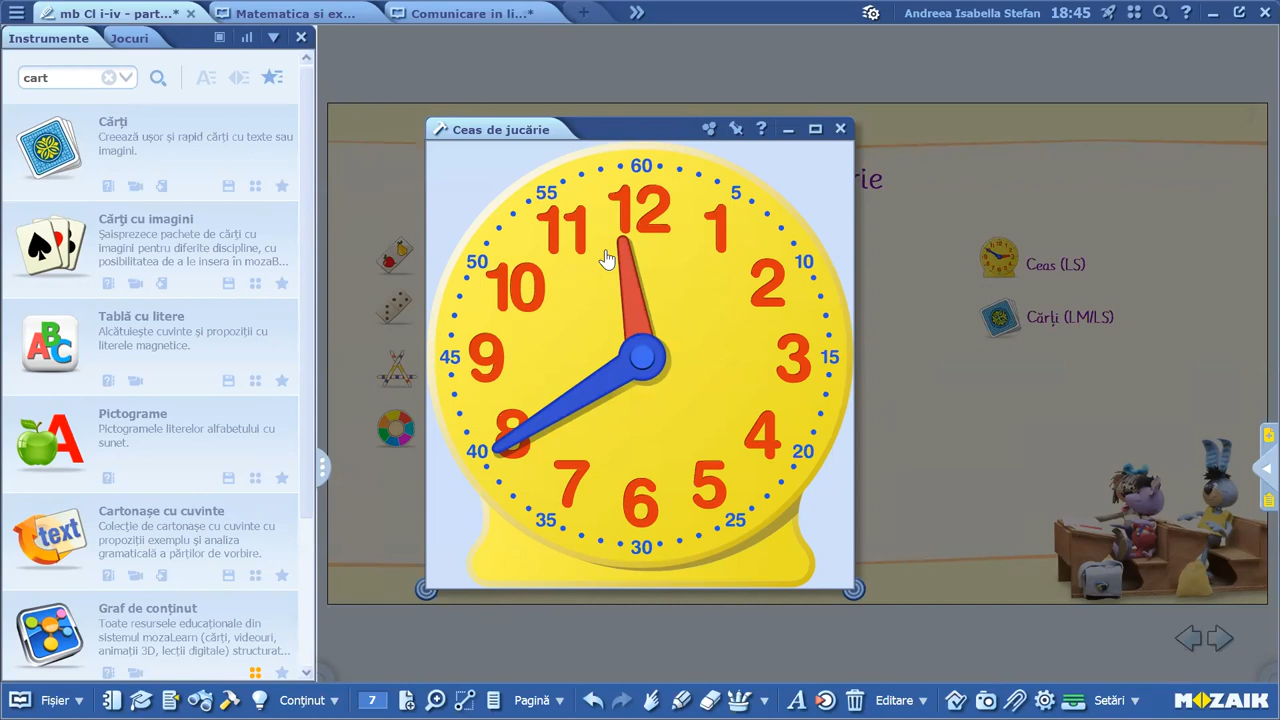 mb Cl i-iv - part...*
Matematica si ex...
Comunicare in li...*
Andreea Isabella Stefan
18:45
Instrumente
Jocuri
cart
Cărți
Creează ușor și rapid cărți cu texte sau
imagini.
Cărți cu imagini
Șaisprezece pachete de cărți cu
imagini pentru diferite discipline, cu
posibilitatea de a le insera în mozaB...
Tablă cu litere
Alcătuiește cuvinte și propoziții cu
literele magnetice.
Pictograme
Pictogramele literelor alfabetului cu
sunet.
Cartonașe cu cuvinte
Colecție de cartonașe cu cuvinte cu
propoziții exemplu și analiza
gramaticală a părților de vorbire.
text
Graf de conținut
Toate resursele educaționale din
sistemul mozaLearn (cărți, videouri,
animații 3D, lecții digitale) structurat...
Ceas de jucărie
60
55
5
50
10
45
15
40
20
35
25
30
12
11
1
10
2
9
3
8
4
7
5
6
rie
Ceas (LS)
Cărți (LM/LS)
Fișier
Conținut
7
Pagină
Editare
Setări
MOZAIK